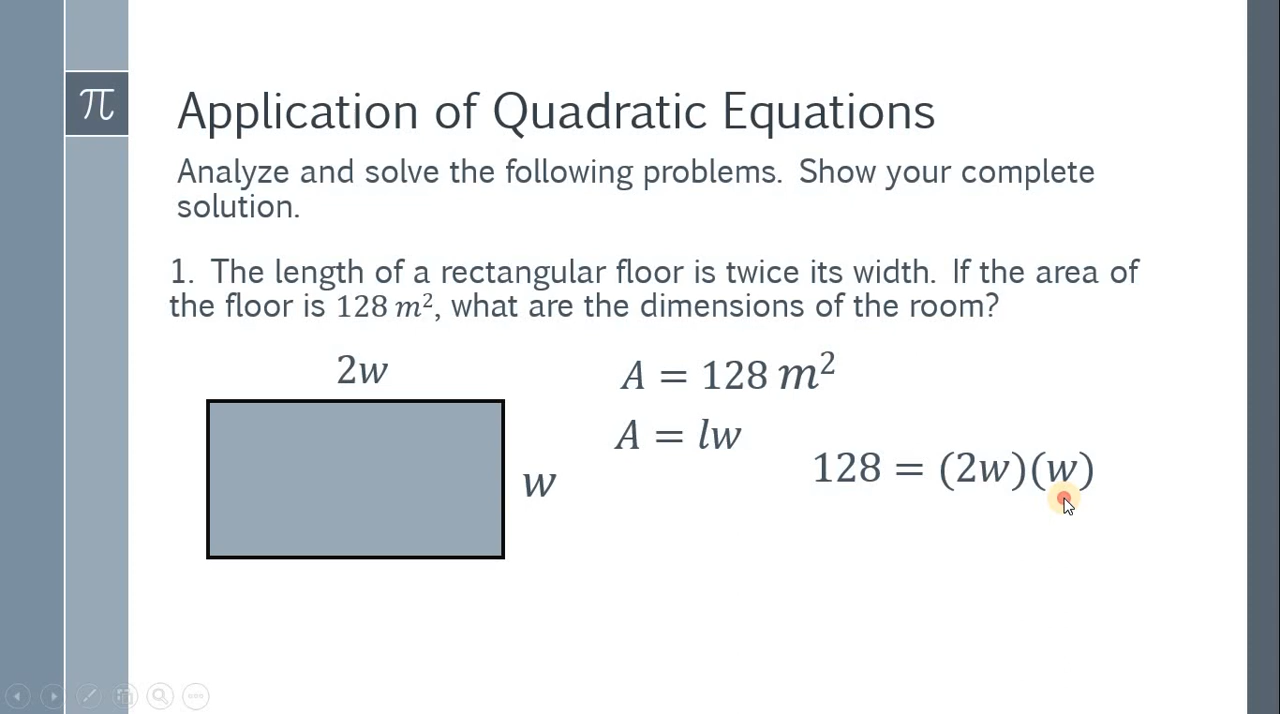 π
Application of Quadratic Equations
Analyze and solve the following problems. Show your complete
solution.
1. The length of a rectangular floor is twice its width. If the area of
the floor is 128 m², what are the dimensions of the room?
2w
A = 128 m²
A = lw
128 = (2w)(w)
w